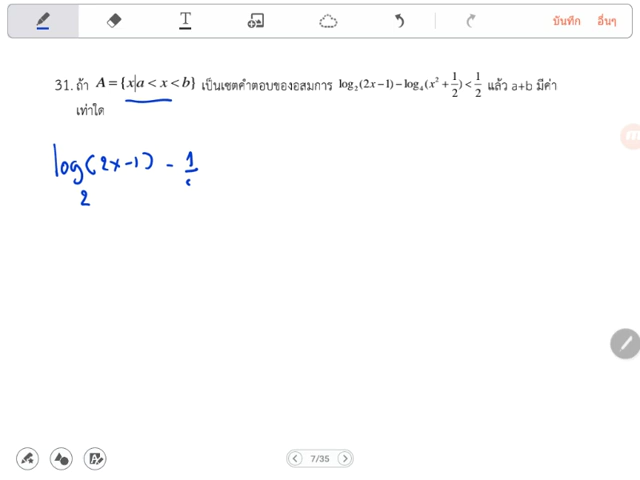 T
บันทึก อื่นๆ
31. ถ้า A = {x|a < x < b} เป็นเซตคำตอบของอสมการ log₂(2x−1) − log₄(x² + 1/2) < 1/2 แล้ว a+b มีค่า
เท่าใด
log₂(2x-1) - 1
7/35